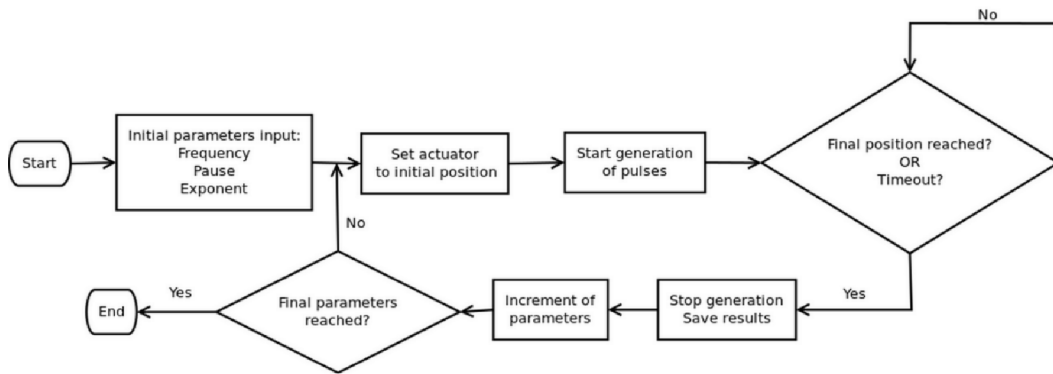 Start
Initial parameters input:
Frequency
Pause
Exponent
Set actuator
to initial position
Start generation
of pulses
Final position reached?
OR
Timeout?
No
Yes
Stop generation
Save results
Increment of
parameters
Final parameters
reached?
No
Yes
End